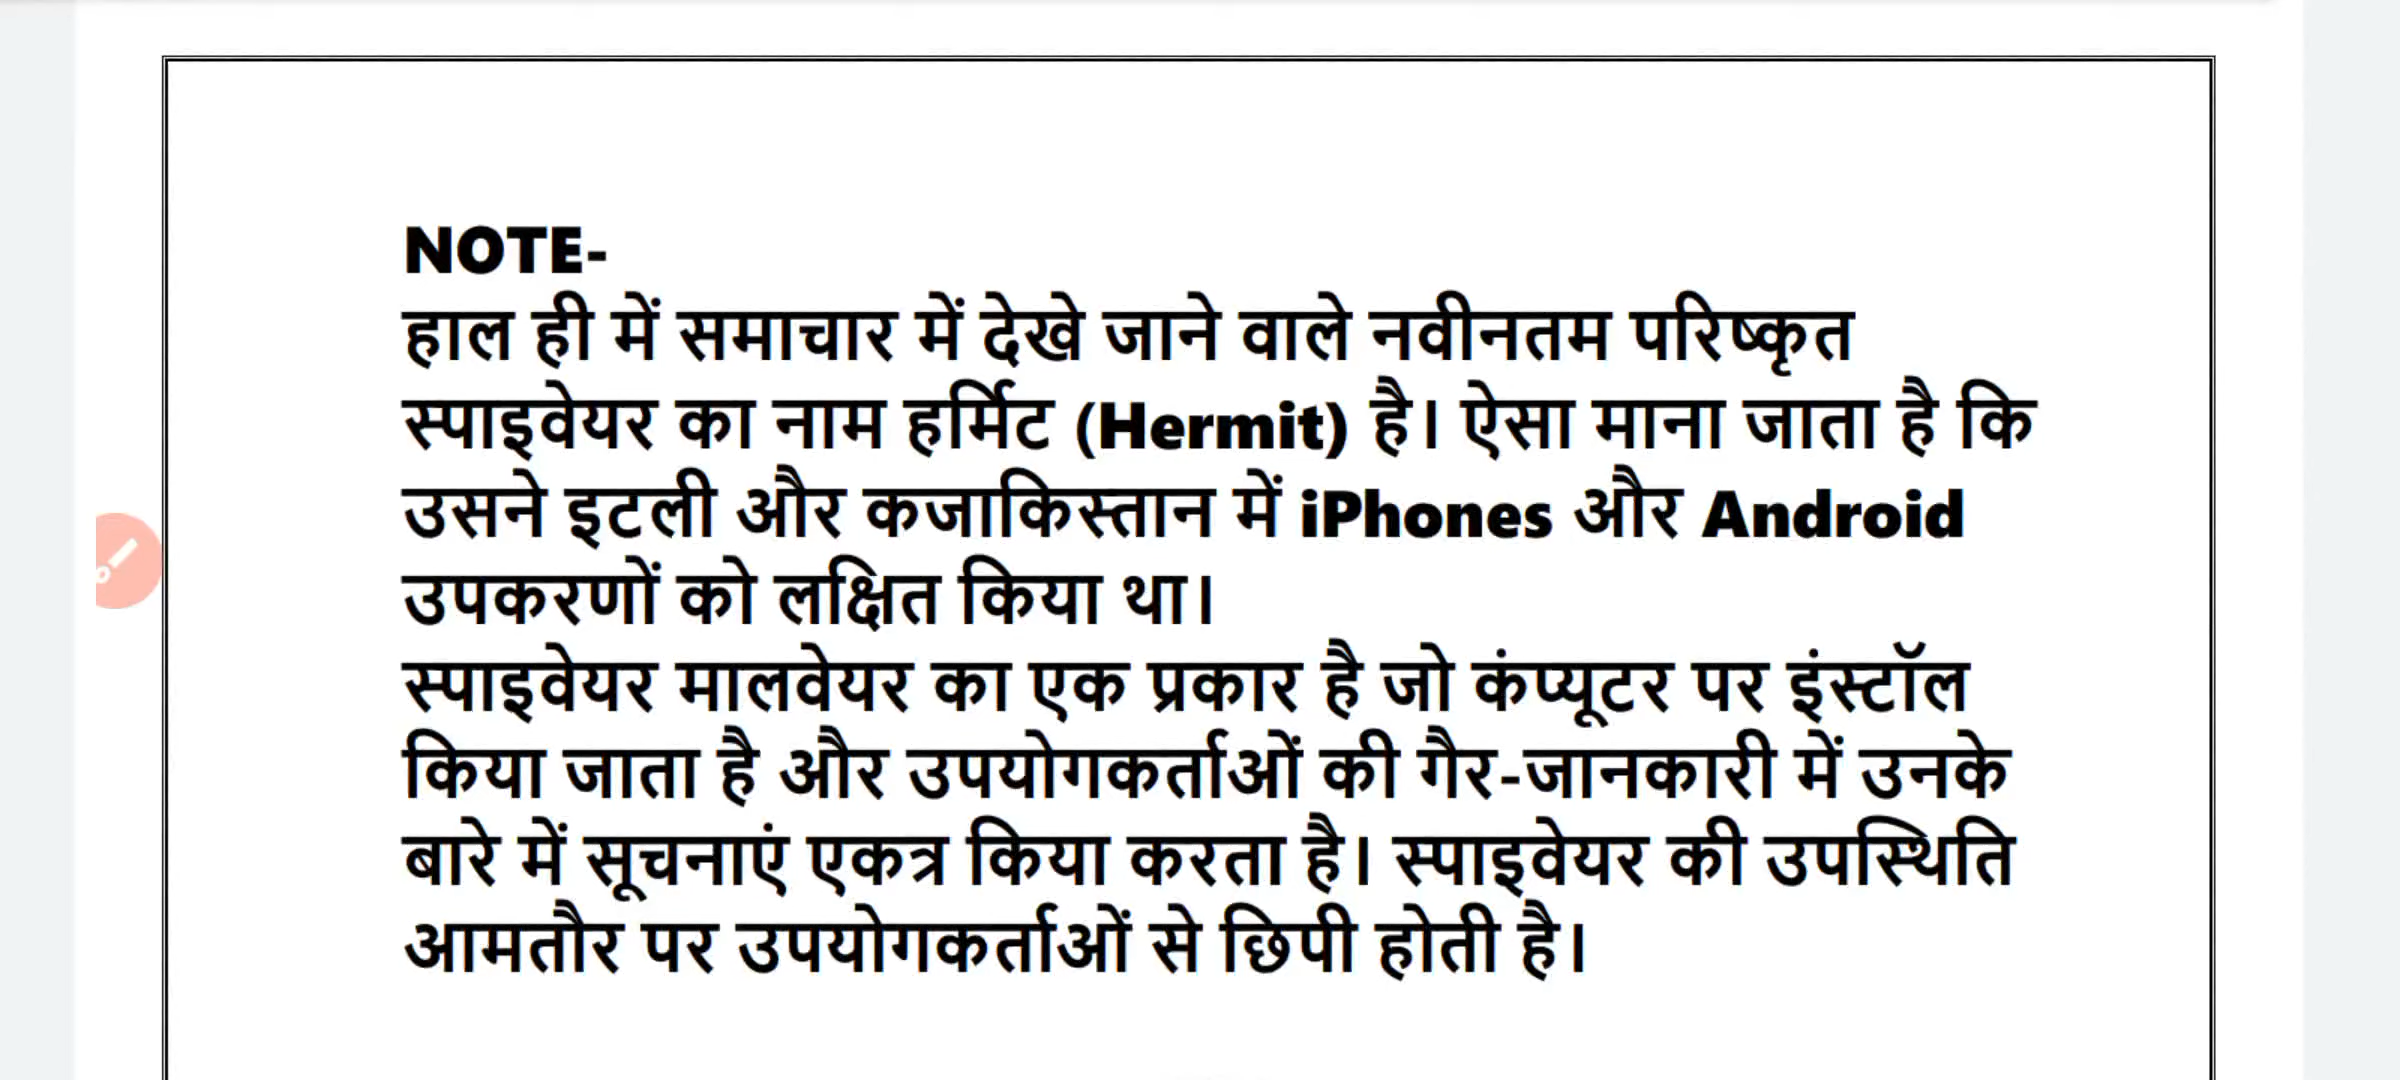 NOTE-
हाल ही में समाचार में देखे जाने वाले नवीनतम परिष्कृत
स्पाइवेयर का नाम हर्मिट (Hermit) है। ऐसा माना जाता है कि
उसने इटली और कजाकिस्तान में iPhones और Android
उपकरणों को लक्षित किया था।
स्पाइवेयर मालवेयर का एक प्रकार है जो कंप्यूटर पर इंस्टॉल
किया जाता है और उपयोगकर्ताओं की गैर-जानकारी में उनके
बारे में सूचनाएं एकत्र किया करता है। स्पाइवेयर की उपस्थिति
आमतौर पर उपयोगकर्ताओं से छिपी होती है।